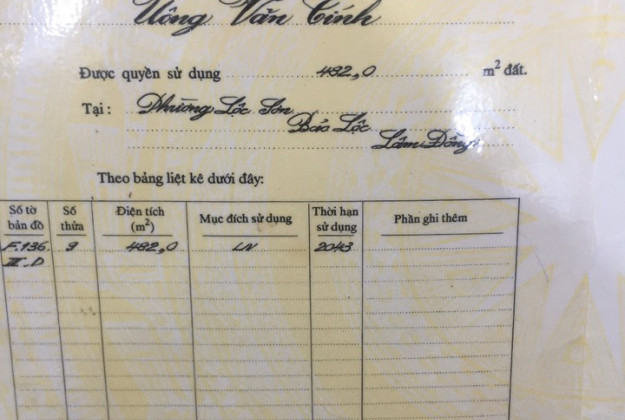 Uông Văn Cính
Được quyền sử dụng 482,0 m² đất.
Tại: Phường Lộc Sơn
Bảo Lộc
Lâm Đồng
Theo bảng liệt kê dưới đây:
Số tờ bản đồ Số thửa Điện tích (m²) Mục đích sử dụng Thời hạn sử dụng Phần ghi thêm
F.136 9 482,0 LN 2043
III.D